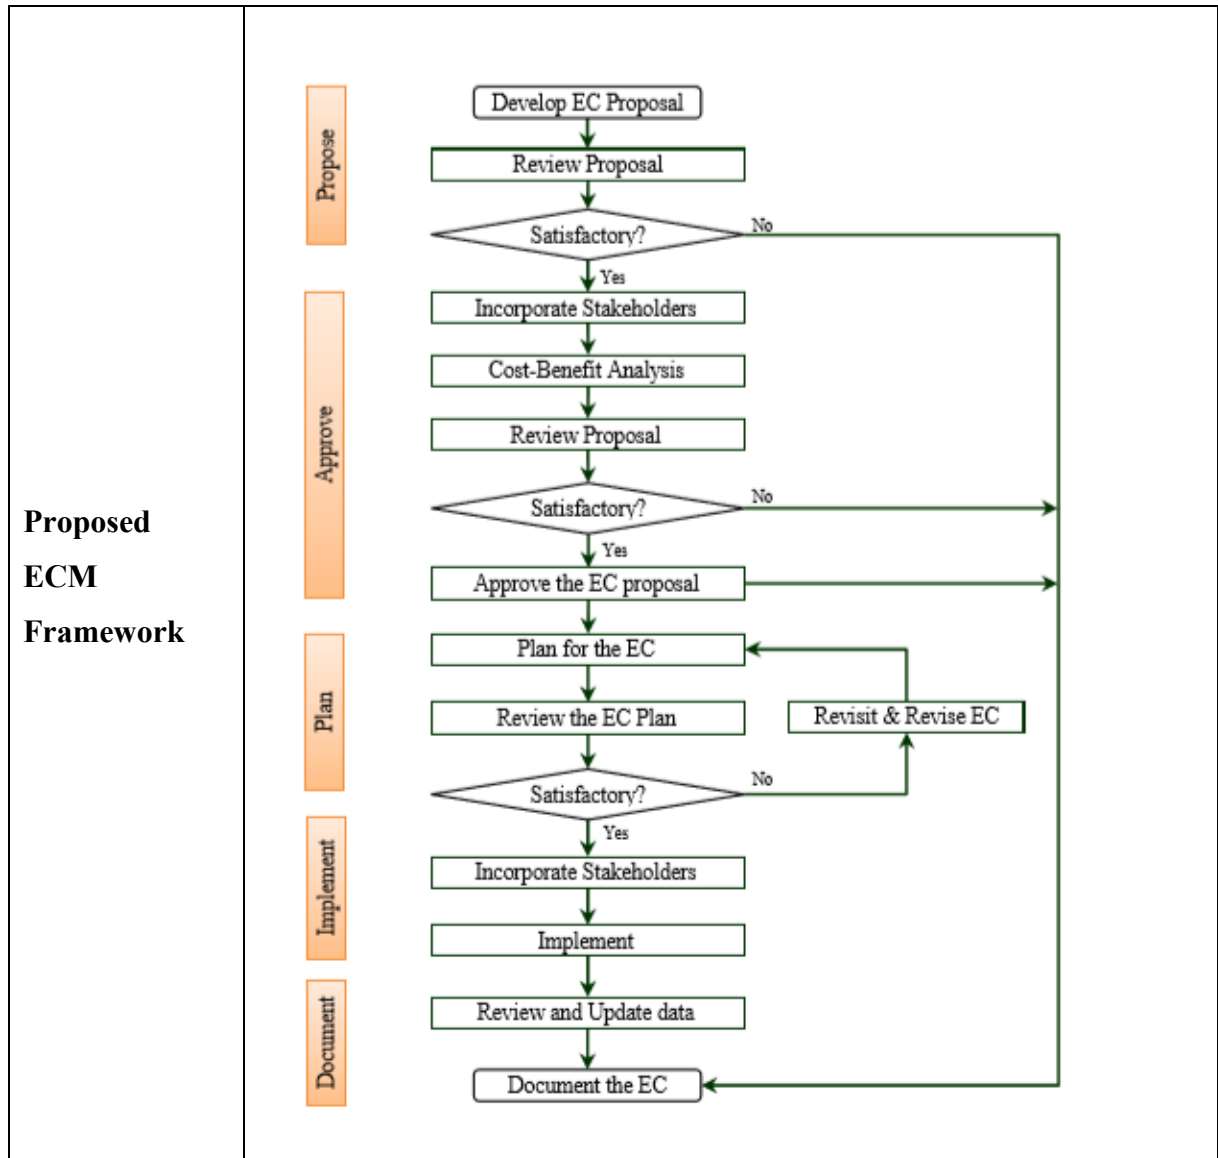 Proposed
ECM
Framework
Propose
Develop EC Proposal
Review Proposal
Satisfactory?
No
Yes
Approve
Incorporate Stakeholders
Cost-Benefit Analysis
Review Proposal
Satisfactory?
No
Yes
Approve the EC proposal
Plan
Plan for the EC
Review the EC Plan
Revisit & Revise EC
Satisfactory?
No
Yes
Implement
Incorporate Stakeholders
Implement
Document
Review and Update data
Document the EC